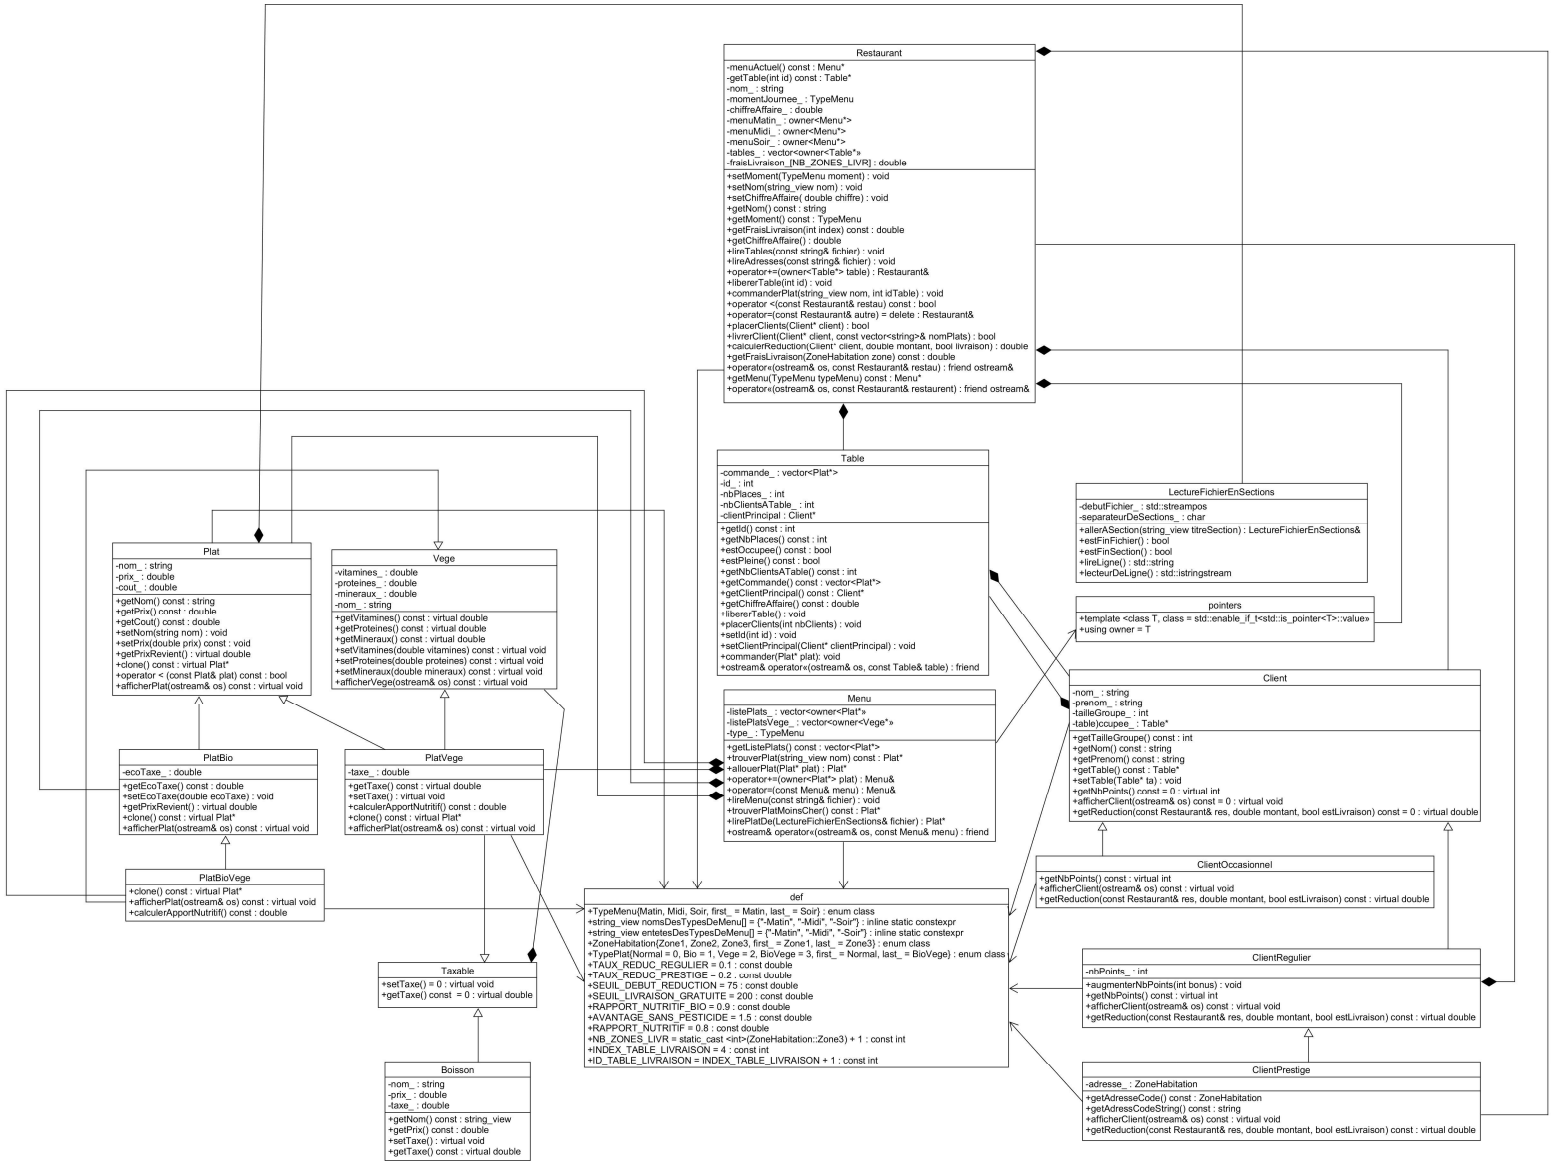 Restaurant
-menuActuel() const : Menu*
-getTable(int id) const : Table*
-nom_ : string
-momentJournee_ : TypeMenu
-chiffreAffaire_ : double
-menuMatin_ : owner<Menu*>
-menuMidi_ : owner<Menu*>
-menuSoir_ : owner<Menu*>
-tables_ : vector<owner<Table*»
-fraisLivraison_[NB_ZONES_LIVR] : double
+setMoment(TypeMenu moment) : void
+setNom(string_view nom) : void
+setChiffreAffaire( double chiffre) : void
+getNom() const : string
+getMoment() const : TypeMenu
+getFraisLivraison(int index) const : double
+getChiffreAffaire() : double
+lireTables(const string& fichier) : void
+lireAdresses(const string& fichier) : void
+operator+=(owner<Table*> table) : Restaurant&
+libererTable(int id) : void
+commanderPlat(string_view nom, int idTable) : void
+operator <(const Restaurant& restau) const : bool
+operator=(const Restaurant& autre) = delete : Restaurant&
+placerClients(Client* client) : bool
+livrerClient(Client* client, const vector<string>& nomPlats) : bool
+calculerReduction(Client* client, double montant, bool livraison) : double
+getFraisLivraison(ZoneHabitation zone) const : double
+operator«(ostream& os, const Restaurant& restau) : friend ostream&
+getMenu(TypeMenu typeMenu) const : Menu*
+operator«(ostream& os, const Restaurant& restaurent) : friend ostream&
Table
-commande_ : vector<Plat*>
-id_ : int
-nbPlaces_ : int
-nbClientsATable_ : int
-clientPrincipal : Client*
+getId() const : int
+getNbPlaces() const : int
+estOccupee() const : bool
+estPleine() const : bool
+getNbClientsATable() const : int
+getCommande() const : vector<Plat*>
+getClientPrincipal() const : Client*
+getChiffreAffaire() const : double
+libererTable() : void
+placerClients(int nbClients) : void
+setId(int id) : void
+setClientPrincipal(Client* clientPrincipal) : void
+commander(Plat* plat): void
+ostream& operator«(ostream& os, const Table& table) : friend
LectureFichierEnSections
-debutFichier_ : std::streampos
-separateurDeSections_ : char
+allerASection(string_view titreSection) : LectureFichierEnSections&
+estFinFichier() : bool
+estFinSection() : bool
+lireLigne() : std::string
+lecteurDeLigne() : std::istringstream
pointers
+template <class T, class = std::enable_if_t<std::is_pointer<T>::value»
+using owner = T
Plat
-nom_ : string
-prix_ : double
-cout_ : double
+getNom() const : string
+getPrix() const : double
+getCout() const : double
+setNom(string nom) : void
+setPrix(double prix) const : void
+getPrixRevient() : virtual double
+clone() const : virtual Plat*
+operator < (const Plat& plat) const : bool
+afficherPlat(ostream& os) const : virtual void
Vege
-vitamines_ : double
-proteines_ : double
-mineraux_ : double
-nom_ : string
+getVitamines() const : virtual double
+getProteines() const : virtual double
+getMineraux() const : virtual double
+setVitamines(double vitamines) const : virtual void
+setProteines(double proteines) const : virtual void
+setMineraux(double mineraux) const : virtual void
+afficherVege(ostream& os) const : virtual void
Menu
-listePlats_ : vector<owner<Plat*»
-listePlatsVege_ : vector<owner<Vege*»
-type_ : TypeMenu
+getListePlats() const : vector<Plat*>
+trouverPlat(string_view nom) const : Plat*
+allouerPlat(Plat* plat) : Plat*
+operator+=(owner<Plat*> plat) : Menu&
+operator=(const Menu& menu) : Menu&
+lireMenu(const string& fichier) : void
+trouverPlatMoinsCher() const : Plat*
+lirePlatDe(LectureFichierEnSections& fichier) : Plat*
+ostream& operator«(ostream& os, const Menu& menu) : friend
Client
-nom_ : string
-prenom_ : string
-tailleGroupe_ : int
-table)ccupee_ : Table*
+getTailleGroupe() const : int
+getNom() const : string
+getPrenom() const : string
+getTable() const : Table*
+setTable(Table* ta) : void
+getNbPoints() const = 0 : virtual int
+afficherClient(ostream& os) const = 0 : virtual void
+getReduction(const Restaurant& res, double montant, bool estLivraison) const = 0 : virtual double
PlatBio
-ecoTaxe_ : double
+getEcoTaxe() const : double
+setEcoTaxe(double ecoTaxe) : void
+getPrixRevient() : virtual double
+clone() const : virtual Plat*
+afficherPlat(ostream& os) const : virtual void
PlatVege
-taxe_ : double
+getTaxe() const : virtual double
+setTaxe() : virtual void
+calculerApportNutritif() const : double
+clone() const : virtual Plat*
+afficherPlat(ostream& os) const : virtual void
ClientOccasionnel
+getNbPoints() const : virtual int
+afficherClient(ostream& os) const : virtual void
+getReduction(const Restaurant& res, double montant, bool estLivraison) const : virtual double
PlatBioVege
+clone() const : virtual Plat*
+afficherPlat(ostream& os) const : virtual void
+calculerApportNutritif() const : double
def
+TypeMenu{Matin, Midi, Soir, first_ = Matin, last_ = Soir} : enum class
+string_view nomsDesTypesDeMenu[] = {"-Matin", "-Midi", "-Soir"} : inline static constexpr
+string_view entetesDesTypesDeMenu[] = {"-Matin", "-Midi", "-Soir"} : inline static constexpr
+ZoneHabitation{Zone1, Zone2, Zone3, first_ = Zone1, last_ = Zone3} : enum class
+TypePlat{Normal = 0, Bio = 1, Vege = 2, BioVege = 3, first_ = Normal, last_ = BioVege} : enum class
+TAUX_REDUC_REGULIER = 0.1 : const double
+TAUX_REDUC_PRESTIGE = 0.2 : const double
+SEUIL_DEBUT_REDUCTION = 75 : const double
+SEUIL_LIVRAISON_GRATUITE = 200 : const double
+RAPPORT_NUTRITIF_BIO = 0.9 : const double
+AVANTAGE_SANS_PESTICIDE = 1.5 : const double
+RAPPORT_NUTRITIF = 0.8 : const double
+NB_ZONES_LIVR = static_cast <int>(ZoneHabitation::Zone3) + 1 : const int
+INDEX_TABLE_LIVRAISON = 4 : const int
+ID_TABLE_LIVRAISON = INDEX_TABLE_LIVRAISON + 1 : const int
ClientRegulier
-nbPoints_ : int
+augmenterNbPoints(int bonus) : void
+getNbPoints() const : virtual int
+afficherClient(ostream& os) const : virtual void
+getReduction(const Restaurant& res, double montant, bool estLivraison) const : virtual double
Taxable
+setTaxe() = 0 : virtual void
+getTaxe() const = 0 : virtual double
Boisson
-nom_ : string
-prix_ : double
-taxe_ : double
+getNom() const : string_view
+getPrix() const : double
+setTaxe() : virtual void
+getTaxe() const : virtual double
ClientPrestige
-adresse_ : ZoneHabitation
+getAdresseCode() const : ZoneHabitation
+getAdressCodeString() const : string
+afficherClient(ostream& os) const : virtual void
+getReduction(const Restaurant& res, double montant, bool estLivraison) const : virtual double